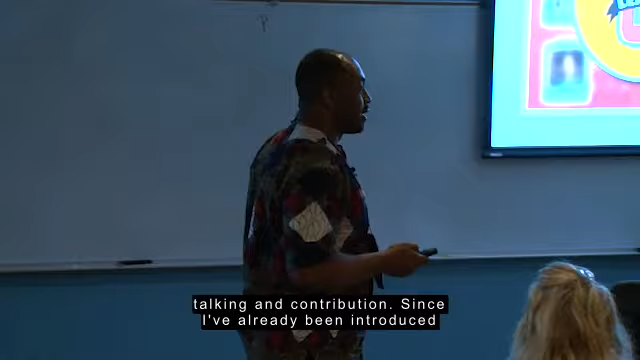 talking and contribution. Since
I've already been introduced